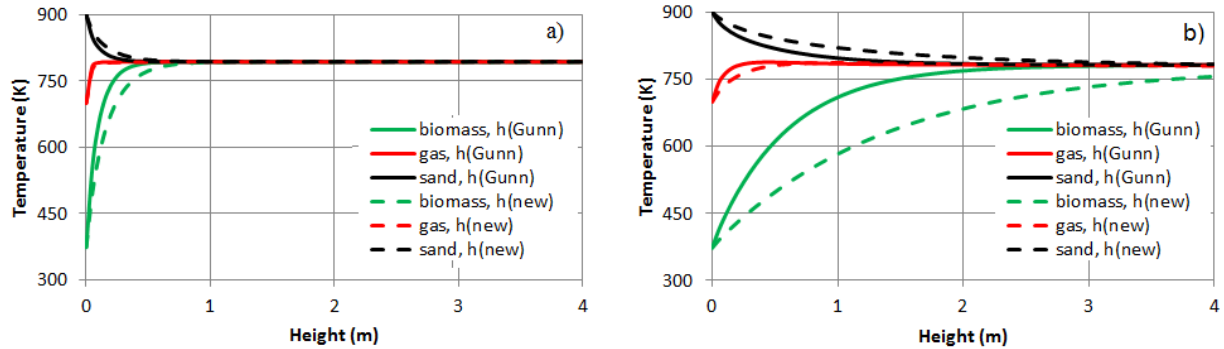 a)
900
750
600
450
300
Temperature (K)
biomass, h(Gunn)
gas, h(Gunn)
sand, h(Gunn)
biomass, h(new)
gas, h(new)
sand, h(new)
0 1 2 3 4
Height (m)
b)
900
750
600
450
300
Temperature (K)
biomass, h(Gunn)
gas, h(Gunn)
sand, h(Gunn)
biomass, h(new)
gas, h(new)
sand, h(new)
0 1 2 3 4
Height (m)